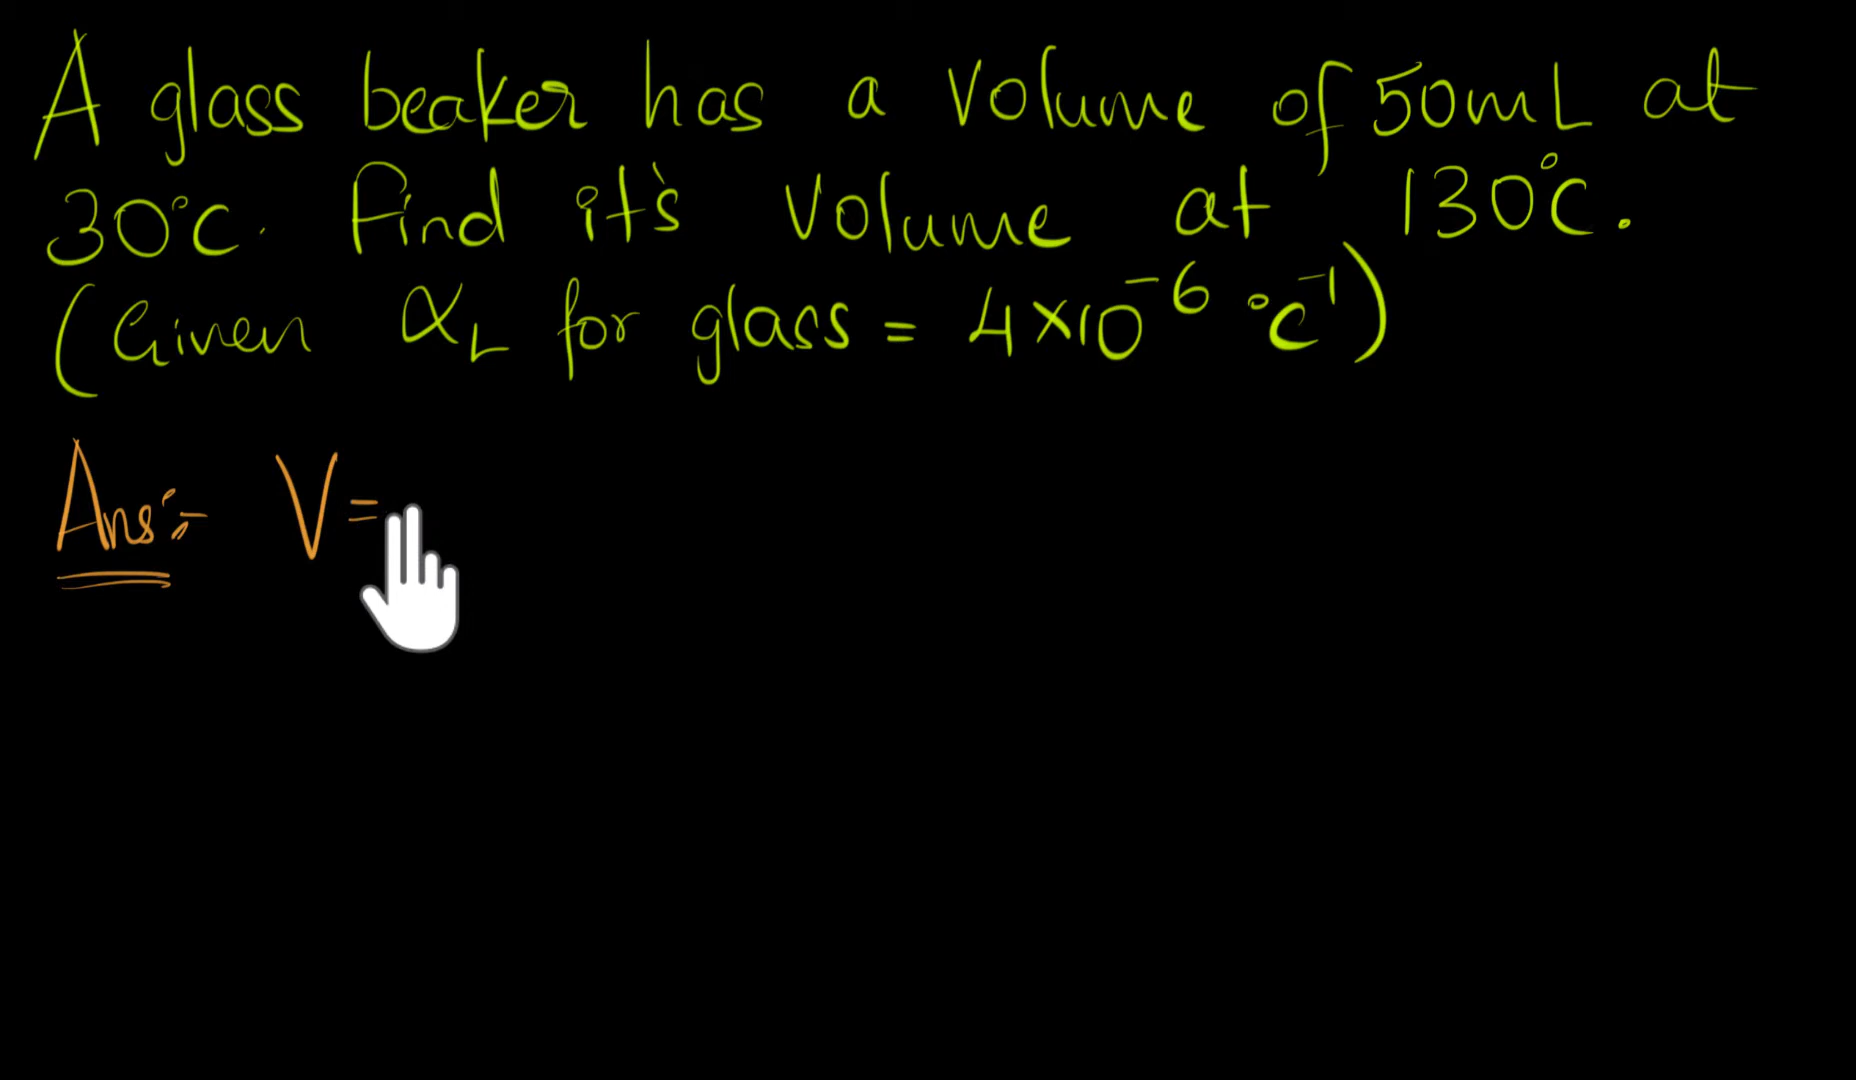 A glass beaker has a volume of 50mL at
30°C. Find it's volume at 130°C.
(Given α_L for glass = 4×10⁻⁶ °C⁻¹)
Ans:- V=